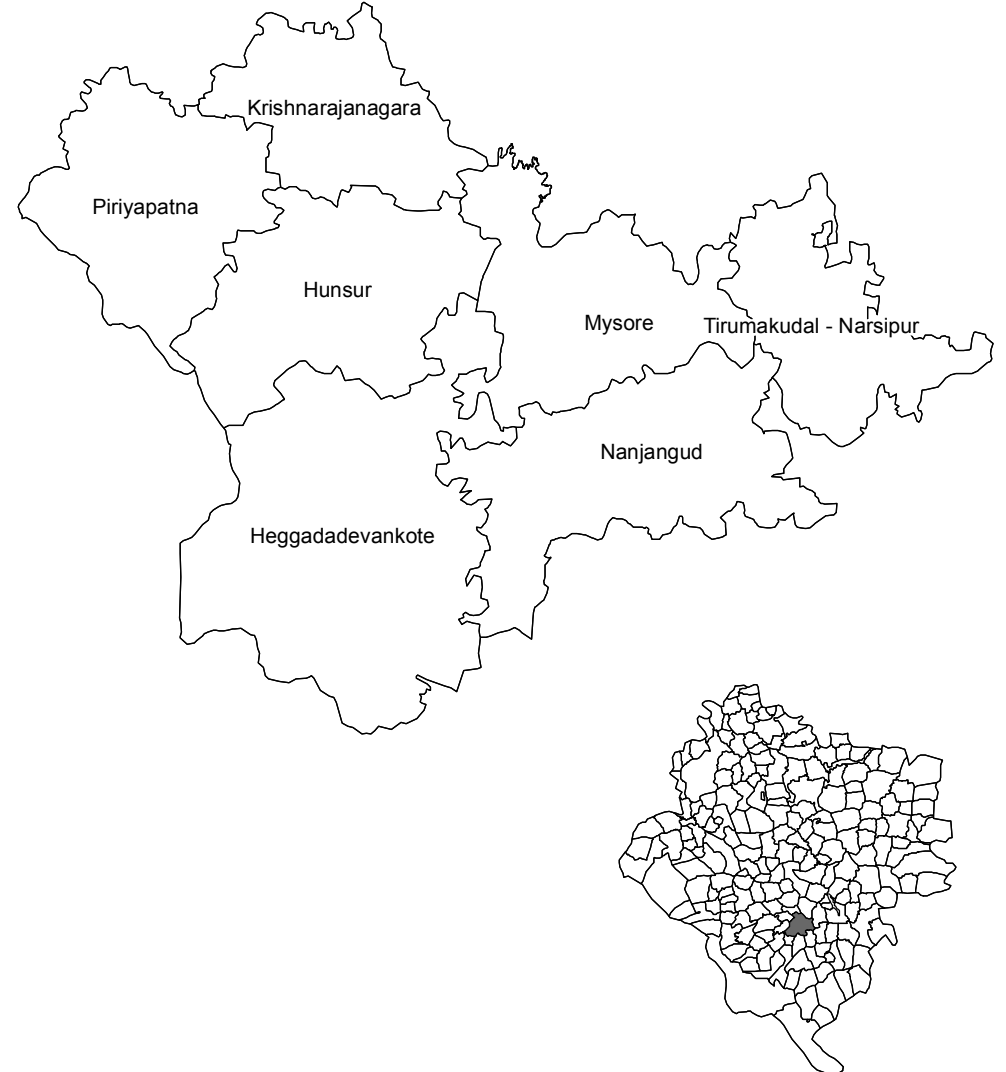 Krishnarajanagara
Piriyapatna
Hunsur
Mysore
Tirumakudal - Narsipur
Nanjangud
Heggadadevankote